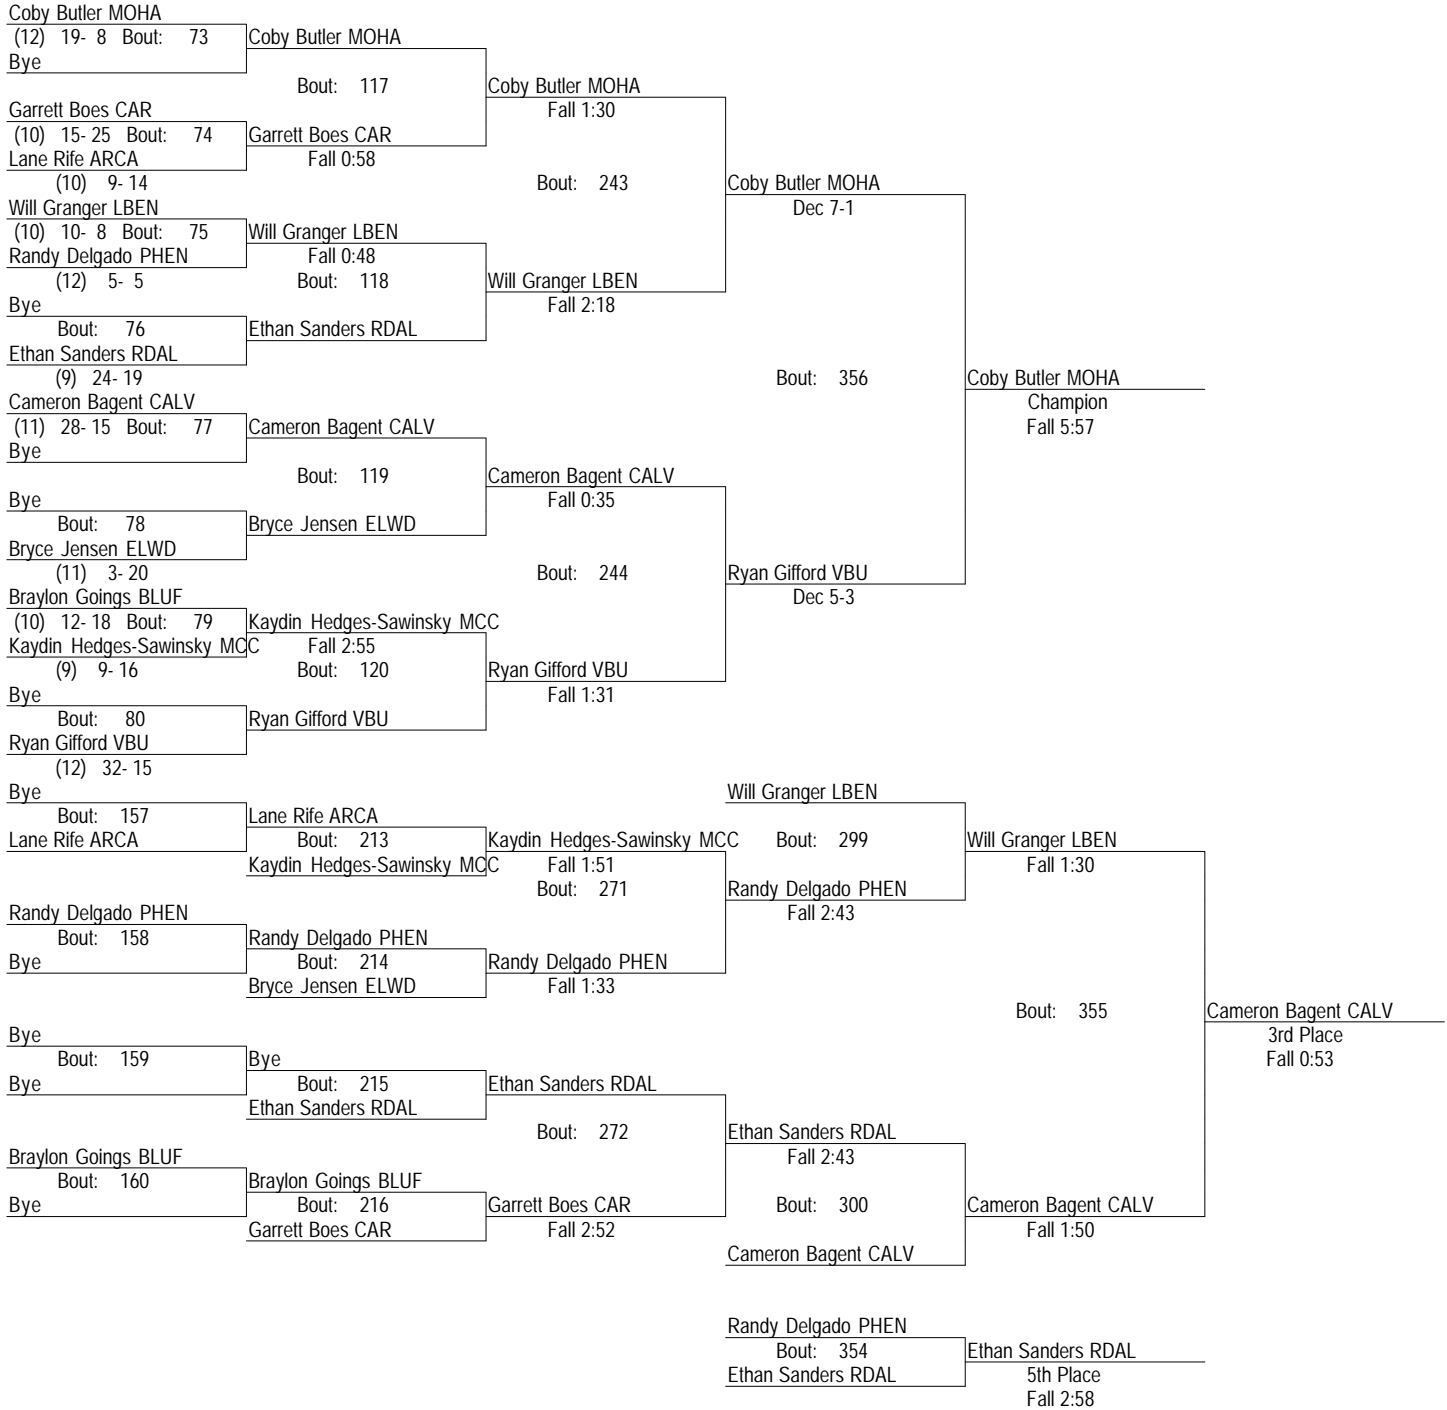 Coby Butler MOHA
(12) 19- 8 Bout: 73 Coby Butler MOHA
Bye
Bout: 117 Coby Butler MOHA
Garrett Boes CAR Fall 1:30
(10) 15- 25 Bout: 74 Garrett Boes CAR
Lane Rife ARCA Fall 0:58
(10) 9- 14 Bout: 243 Coby Butler MOHA
Will Granger LBEN Dec 7-1
(10) 10- 8 Bout: 75 Will Granger LBEN
Randy Delgado PHEN Fall 0:48
(12) 5- 5 Bout: 118 Will Granger LBEN
Bye Fall 2:18
Bout: 76 Ethan Sanders RDAL
Ethan Sanders RDAL
(9) 24- 19 Bout: 356 Coby Butler MOHA
Cameron Bagent CALV Champion
(11) 28- 15 Bout: 77 Cameron Bagent CALV Fall 5:57
Bye
Bout: 119 Cameron Bagent CALV
Bye Fall 0:35
Bout: 78 Bryce Jensen ELWD
Bryce Jensen ELWD
(11) 3- 20 Bout: 244 Ryan Gifford VBU
Braylon Goings BLUF Dec 5-3
(10) 12- 18 Bout: 79 Kaydin Hedges-Sawinsky MCC
Kaydin Hedges-Sawinsky MCC Fall 2:55
(9) 9- 16 Bout: 120 Ryan Gifford VBU
Bye Fall 1:31
Bout: 80 Ryan Gifford VBU
Ryan Gifford VBU
(12) 32- 15
Bye Will Granger LBEN
Bout: 157 Lane Rife ARCA
Lane Rife ARCA Bout: 213 Kaydin Hedges-Sawinsky MCC Bout: 299 Will Granger LBEN
Kaydin Hedges-Sawinsky MCC Fall 1:51 Fall 1:30
Bout: 271 Randy Delgado PHEN
Randy Delgado PHEN Fall 2:43
Bout: 158 Randy Delgado PHEN
Bye Bout: 214 Randy Delgado PHEN
Bryce Jensen ELWD Fall 1:33
Bout: 355 Cameron Bagent CALV
Bye 3rd Place
Bout: 159 Bye Fall 0:53
Bye Bout: 215 Ethan Sanders RDAL
Ethan Sanders RDAL
Bout: 272 Ethan Sanders RDAL
Braylon Goings BLUF Fall 2:43
Bout: 160 Braylon Goings BLUF
Bye Bout: 216 Garrett Boes CAR Bout: 300 Cameron Bagent CALV
Garrett Boes CAR Fall 2:52 Fall 1:50
Cameron Bagent CALV
Randy Delgado PHEN
Bout: 354 Ethan Sanders RDAL
Ethan Sanders RDAL 5th Place
Fall 2:58